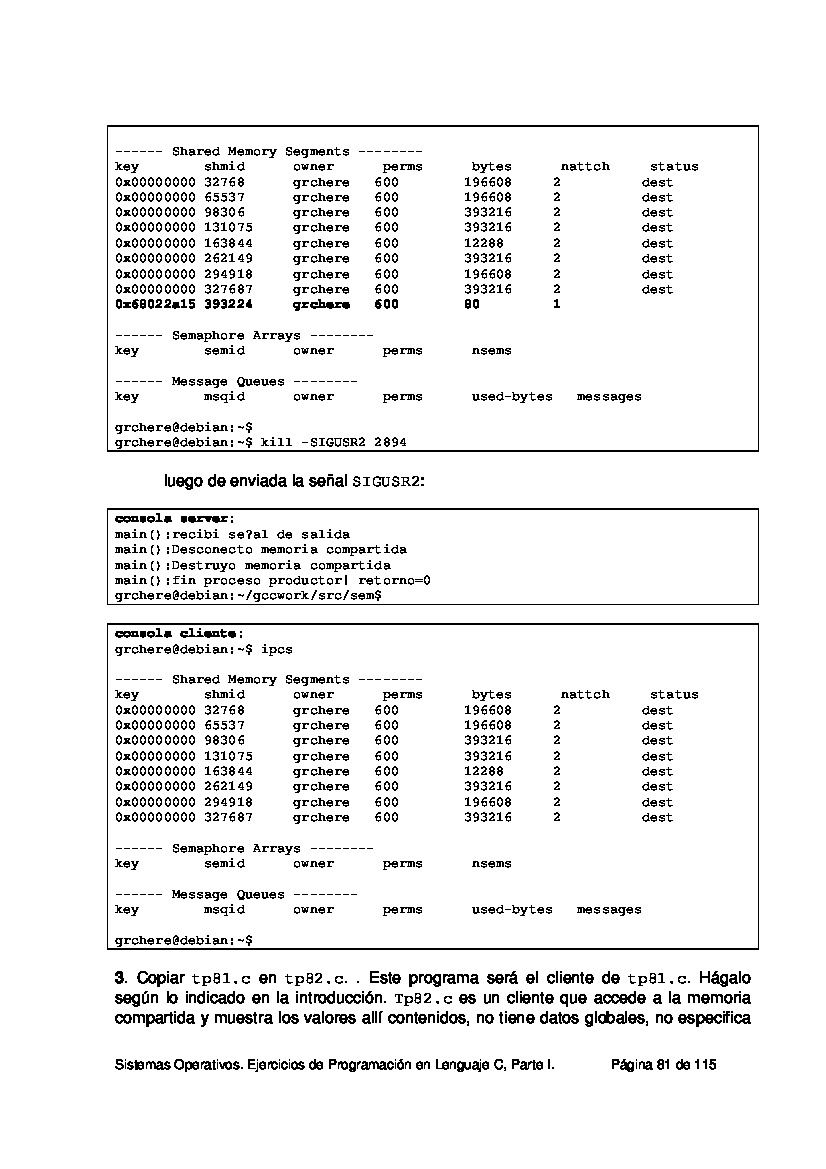 ------ Shared Memory Segments --------
key shmid owner perms bytes nattch status
0x00000000 32768 grchere 600 196608 2 dest
0x00000000 65537 grchere 600 196608 2 dest
0x00000000 98306 grchere 600 393216 2 dest
0x00000000 131075 grchere 600 393216 2 dest
0x00000000 163844 grchere 600 12288 2 dest
0x00000000 262149 grchere 600 393216 2 dest
0x00000000 294918 grchere 600 196608 2 dest
0x00000000 327687 grchere 600 393216 2 dest
0x68022a15 393224 grchere 600 80 1
------ Semaphore Arrays --------
key semid owner perms nsems
------ Message Queues --------
key msqid owner perms used-bytes messages
grchere@debian:~$
grchere@debian:~$ kill -SIGUSR2 2894
luego de enviada la señal SIGUSR2:
consola server:
main():recibi se?al de salida
main():Desconecto memoria compartida
main():Destruyo memoria compartida
main():fin proceso productor| retorno=0
grchere@debian:~/gccwork/src/sem$
consola cliente:
grchere@debian:~$ ipcs
------ Shared Memory Segments --------
key shmid owner perms bytes nattch status
0x00000000 32768 grchere 600 196608 2 dest
0x00000000 65537 grchere 600 196608 2 dest
0x00000000 98306 grchere 600 393216 2 dest
0x00000000 131075 grchere 600 393216 2 dest
0x00000000 163844 grchere 600 12288 2 dest
0x00000000 262149 grchere 600 393216 2 dest
0x00000000 294918 grchere 600 196608 2 dest
0x00000000 327687 grchere 600 393216 2 dest
------ Semaphore Arrays --------
key semid owner perms nsems
------ Message Queues --------
key msqid owner perms used-bytes messages
grchere@debian:~$
3. Copiar tp81.c en tp82.c. . Este programa será el cliente de tp81.c. Hágalo
según lo indicado en la introducción. Tp82.c es un cliente que accede a la memoria
compartida y muestra los valores allí contenidos, no tiene datos globales, no especifica
Sistemas Operativos. Ejercicios de Programación en Lenguaje C, Parte I. Página 81 de 115